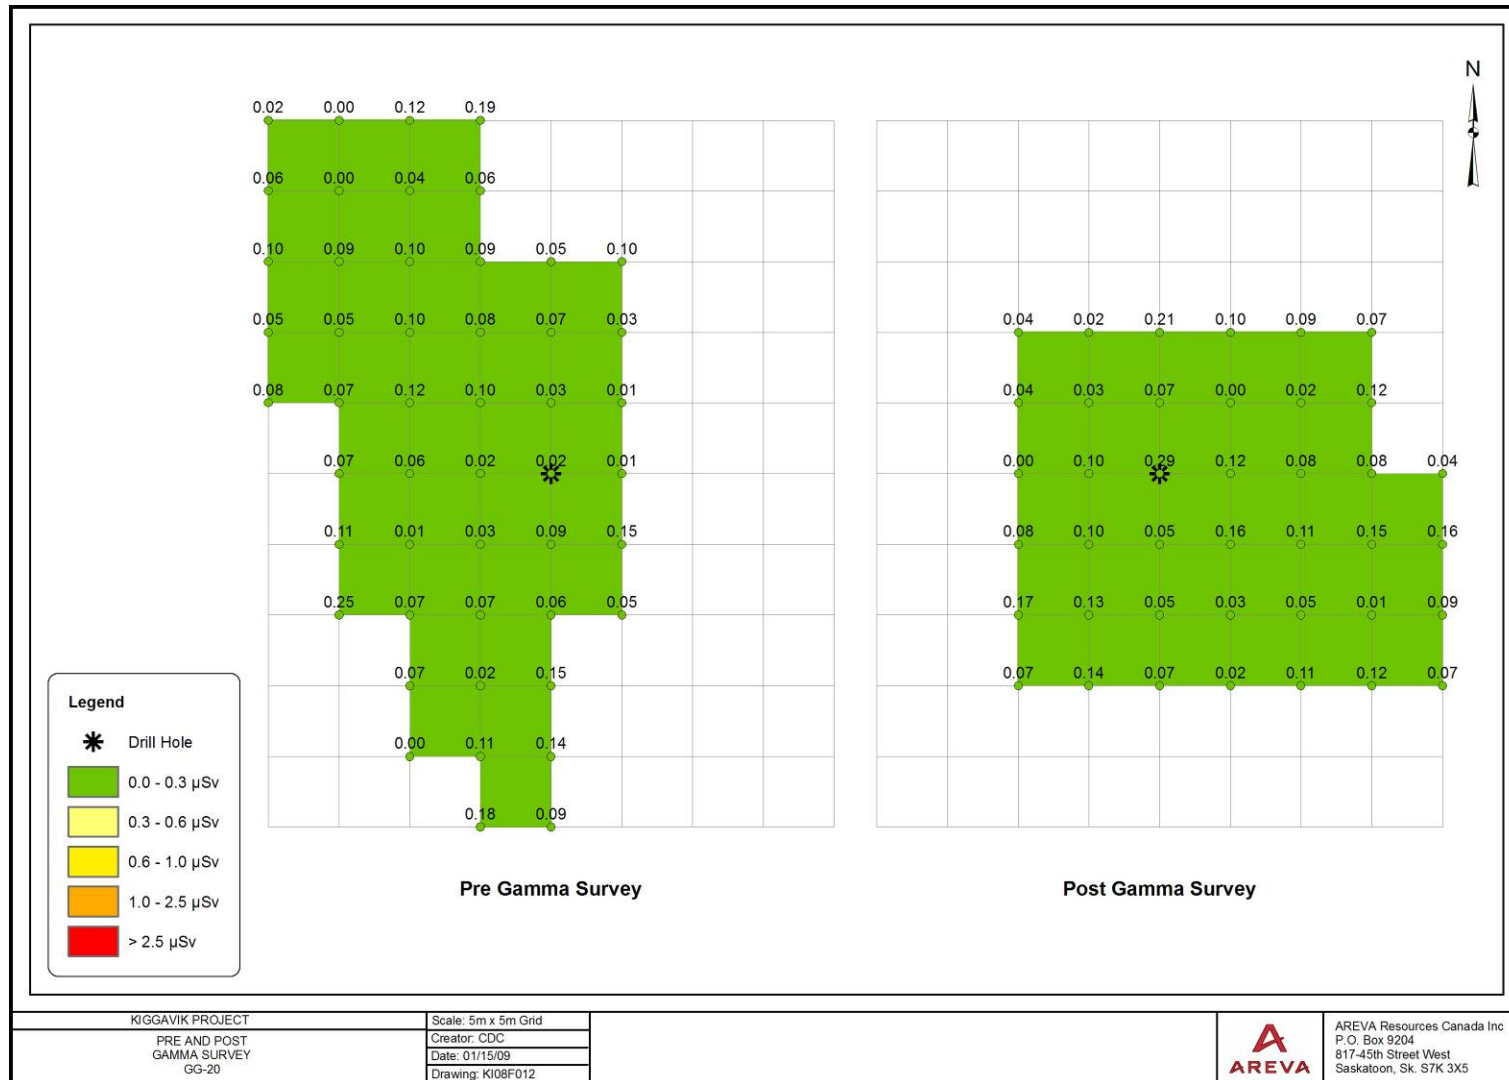 N
0.02 0.00 0.12 0.19
0.06 0.00 0.04 0.06
0.10 0.09 0.10 0.09 0.05 0.10
0.05 0.05 0.10 0.08 0.07 0.03
0.08 0.07 0.12 0.10 0.03 0.01
0.07 0.06 0.02 0.02 0.01
0.11 0.01 0.03 0.09 0.15
0.25 0.07 0.07 0.06 0.05
0.07 0.02 0.15
0.00 0.11 0.14
0.18 0.09
Pre Gamma Survey
0.04 0.02 0.21 0.10 0.09 0.07
0.04 0.03 0.07 0.00 0.02 0.12
0.00 0.10 0.29 0.12 0.08 0.08 0.04
0.08 0.10 0.05 0.16 0.11 0.15 0.16
0.17 0.13 0.05 0.03 0.05 0.01 0.09
0.07 0.14 0.07 0.02 0.11 0.12 0.07
Post Gamma Survey
Legend
Drill Hole
0.0 - 0.3 µSv
0.3 - 0.6 µSv
0.6 - 1.0 µSv
1.0 - 2.5 µSv
> 2.5 µSv
KIGGAVIK PROJECT
PRE AND POST
GAMMA SURVEY
GG-20
Scale: 5m x 5m Grid
Creator: CDC
Date: 01/15/09
Drawing: KI08F012
AREVA
AREVA Resources Canada Inc
P.O. Box 9204
817-45th Street West
Saskatoon, Sk. S7K 3X5